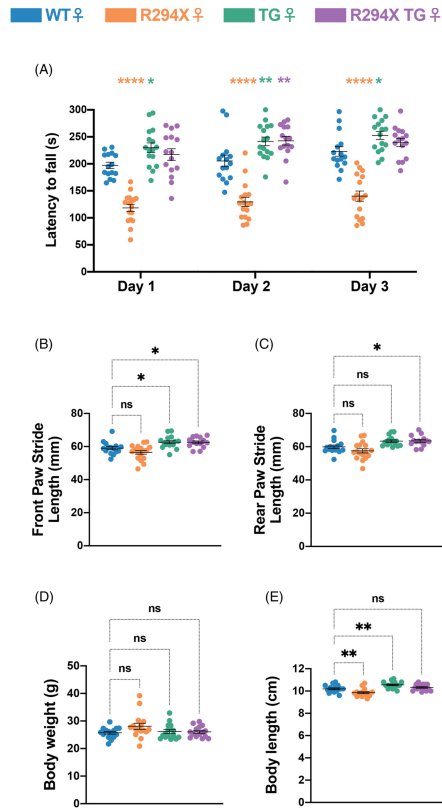 WT♀ R294X♀ TG♀ R294X TG♀
(A)
**** * **** ** ** **** *
Latency to fall (s)
300
250
200
150
100
50
0
Day 1 Day 2 Day 3
(B)
*
*
ns
Front Paw Stride
Length (mm)
80
60
40
20
0
(C)
*
ns
ns
Rear Paw Stride
Length (mm)
80
60
40
20
0
(D)
ns
ns
ns
Body weight (g)
50
40
30
20
10
0
(E)
ns
**
**
Body length (cm)
12
10
8
6
4
2
0